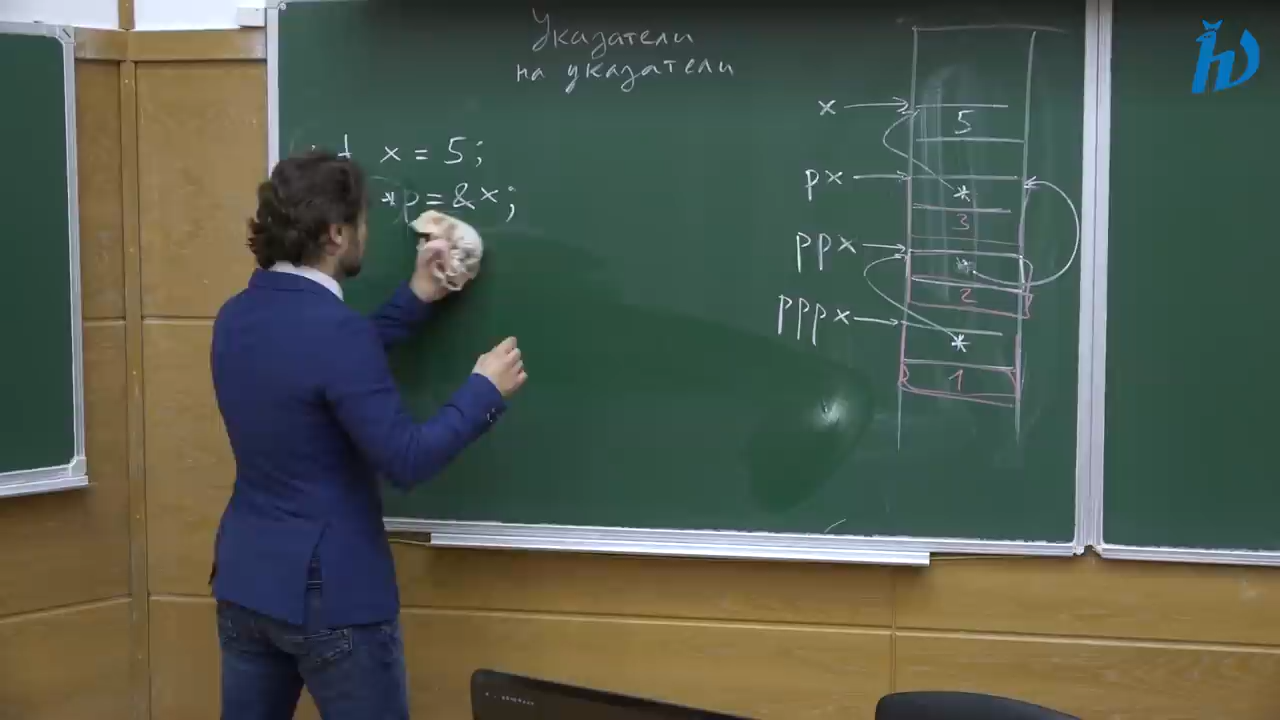 Указатели
на указатели
x = 5;
*p = &x;
x
5
px
*
3
ppx
*
2
pppx
*
1